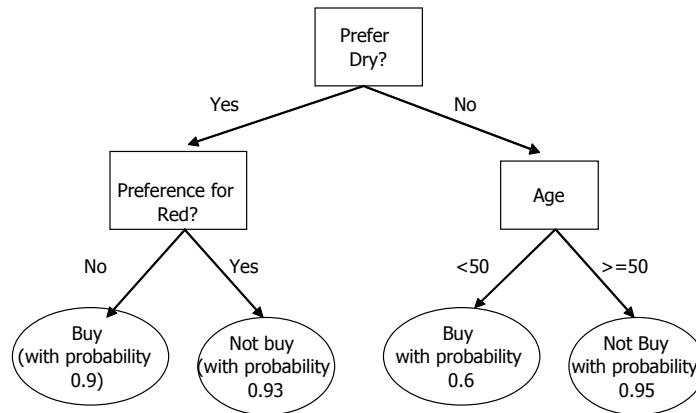 Prefer
Dry?
Yes
No
Preference for
Red?
Age
No
Yes
<50
>=50
Buy
(with probability
0.9)
Not buy
(with probability
0.93
Buy
with probability
0.6
Not Buy
with probability
0.95